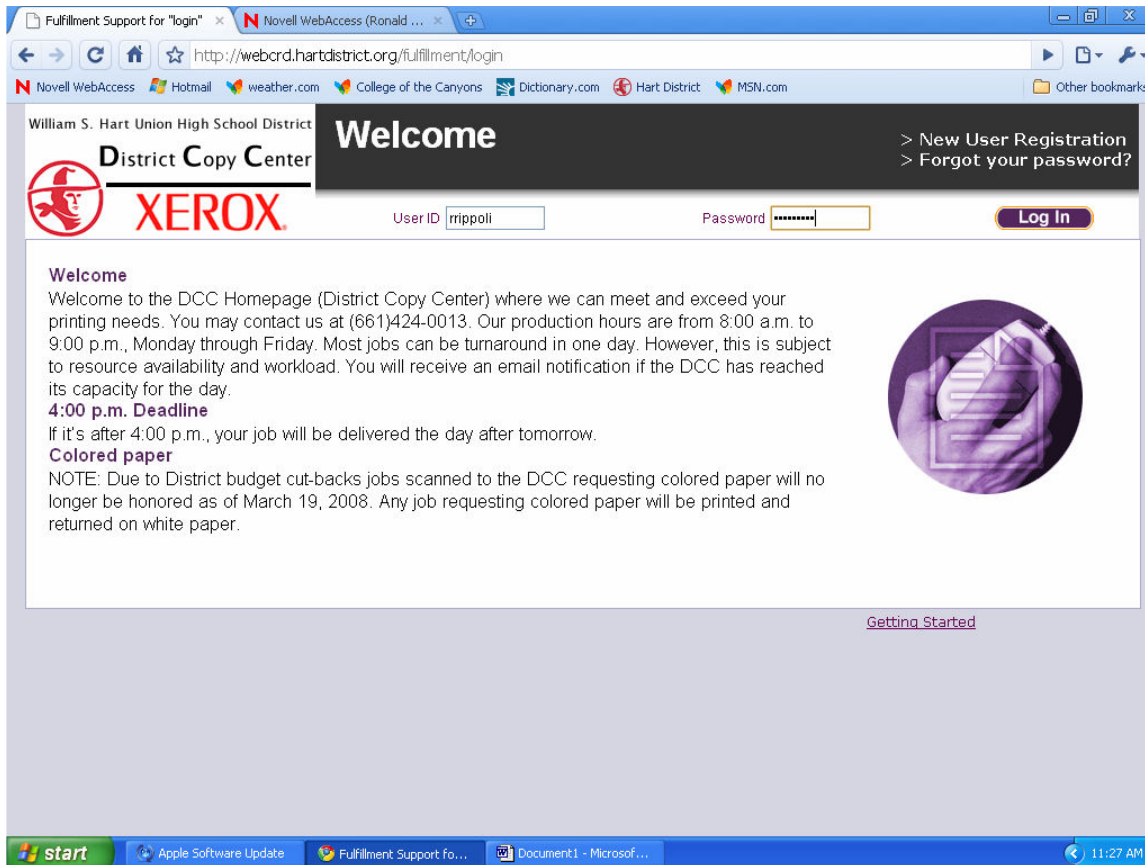 Fulfillment Support for "login"
Novell WebAccess (Ronald ...
http://webcrd.hartdistrict.org/fulfillment/login
Novell WebAccess
Hotmail
weather.com
College of the Canyons
Dictionary.com
Hart District
MSN.com
Other bookmarks
William S. Hart Union High School District
District Copy Center
XEROX.
Welcome
> New User Registration
> Forgot your password?
User ID rrippoli
Password
Log In
Welcome
Welcome to the DCC Homepage (District Copy Center) where we can meet and exceed your
printing needs. You may contact us at (661)424-0013. Our production hours are from 8:00 a.m. to
9:00 p.m., Monday through Friday. Most jobs can be turnaround in one day. However, this is subject
to resource availability and workload. You will receive an email notification if the DCC has reached
its capacity for the day.
4:00 p.m. Deadline
If it's after 4:00 p.m., your job will be delivered the day after tomorrow.
Colored paper
NOTE: Due to District budget cut-backs jobs scanned to the DCC requesting colored paper will no
longer be honored as of March 19, 2008. Any job requesting colored paper will be printed and
returned on white paper.
Getting Started
start
Apple Software Update
Fulfillment Support fo...
Document1 - Microsof...
11:27 AM